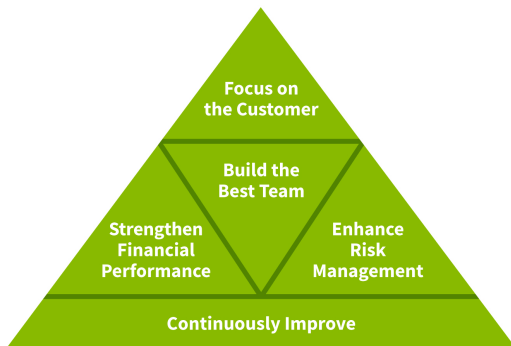 Focus on
the Customer
Build the
Best Team
Strengthen
Financial
Performance
Enhance
Risk
Management
Continuously Improve